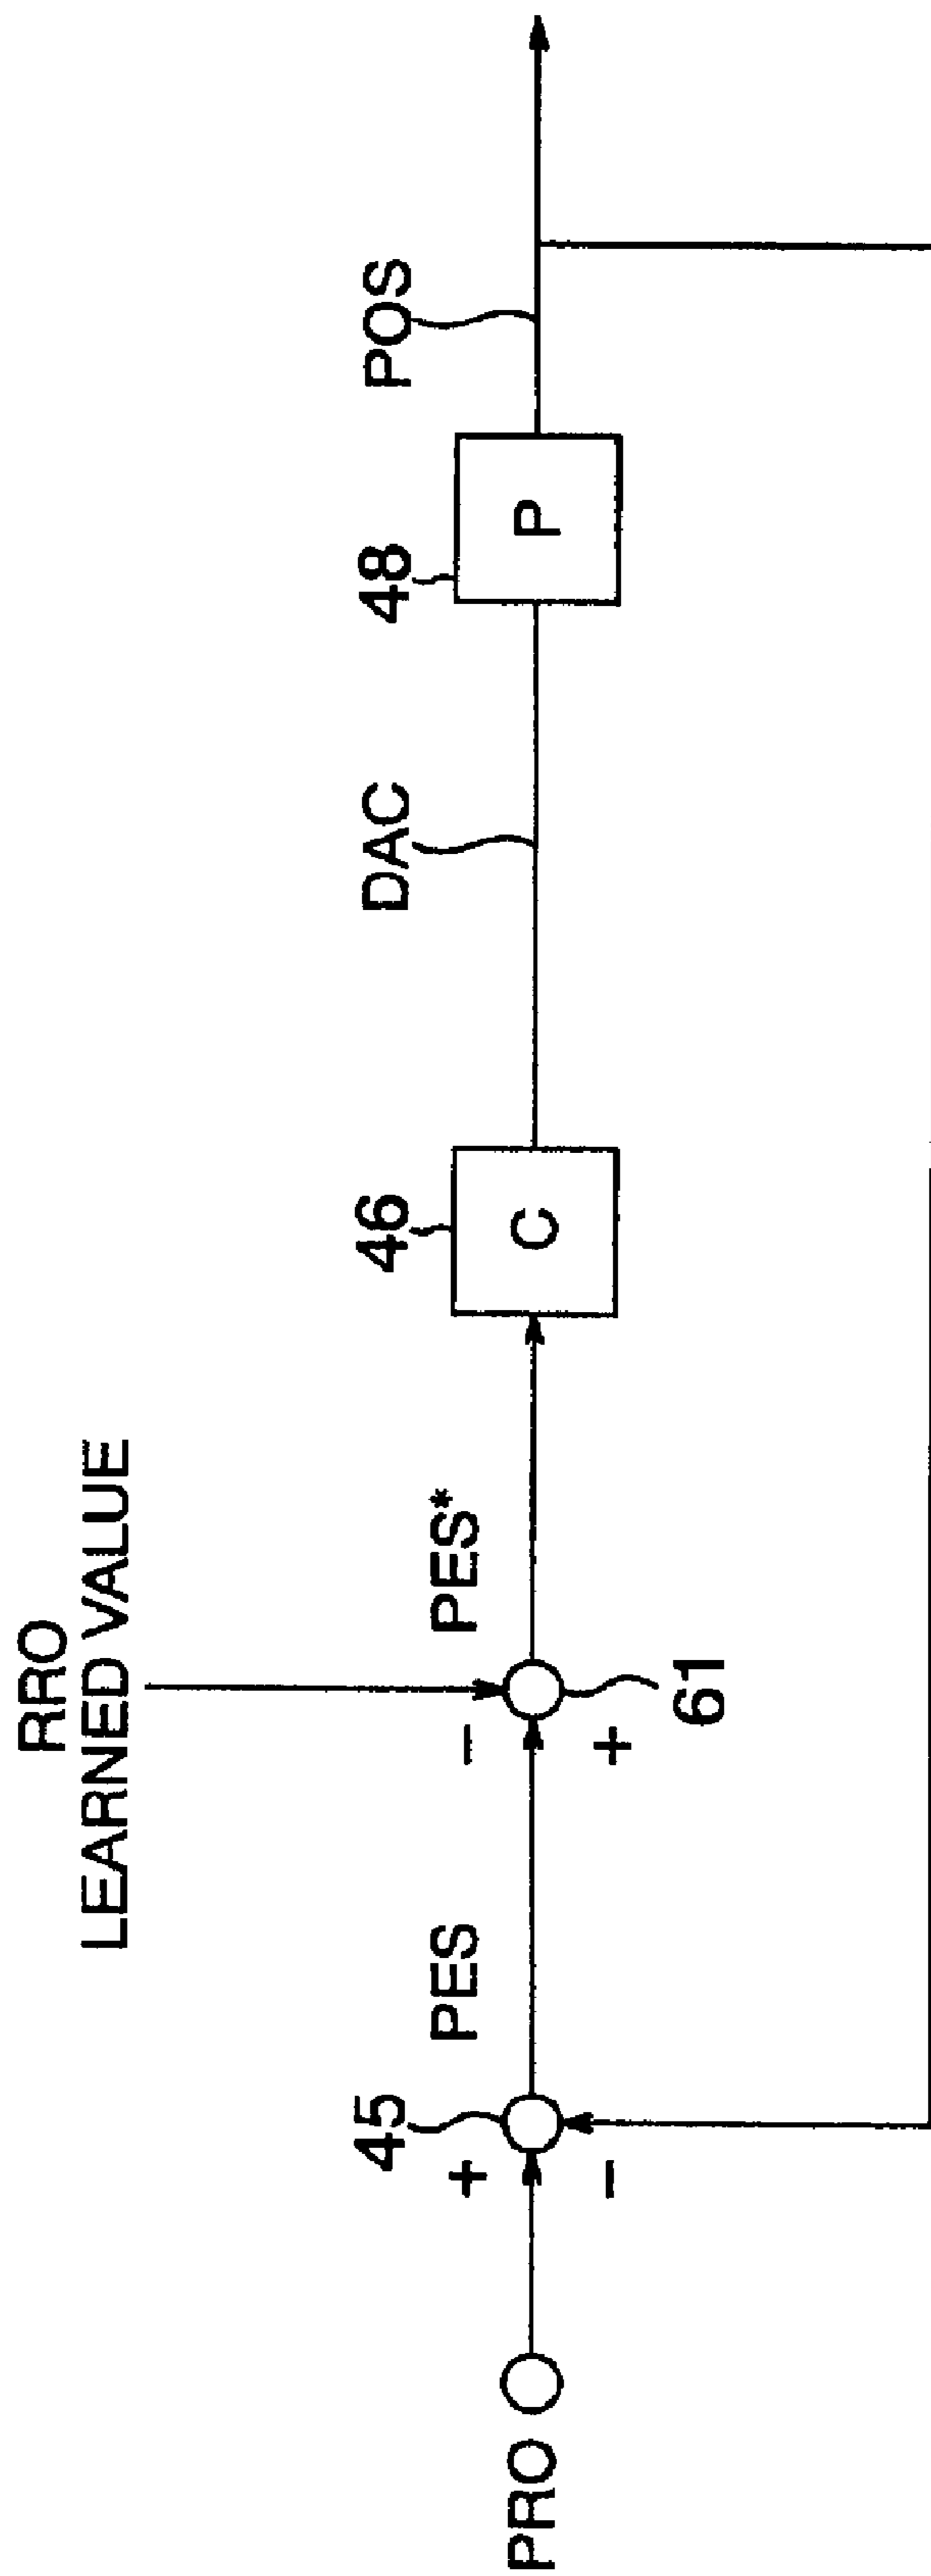 RRO
LEARNED VALUE
PRO
+
−
45
PES
−
+
61
PES*
46
C
DAC
48
P
POS